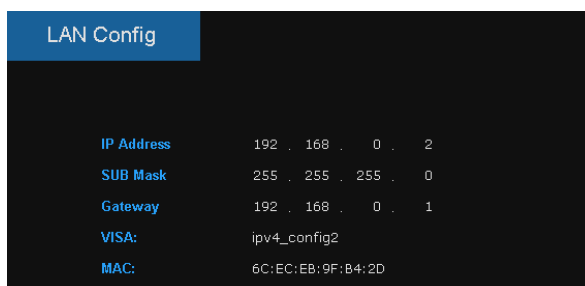 LAN Config
IP Address 192 . 168 . 0 . 2
SUB Mask 255 . 255 . 255 . 0
Gateway 192 . 168 . 0 . 1
VISA: ipv4_config2
MAC: 6C:EC:EB:9F:B4:2D